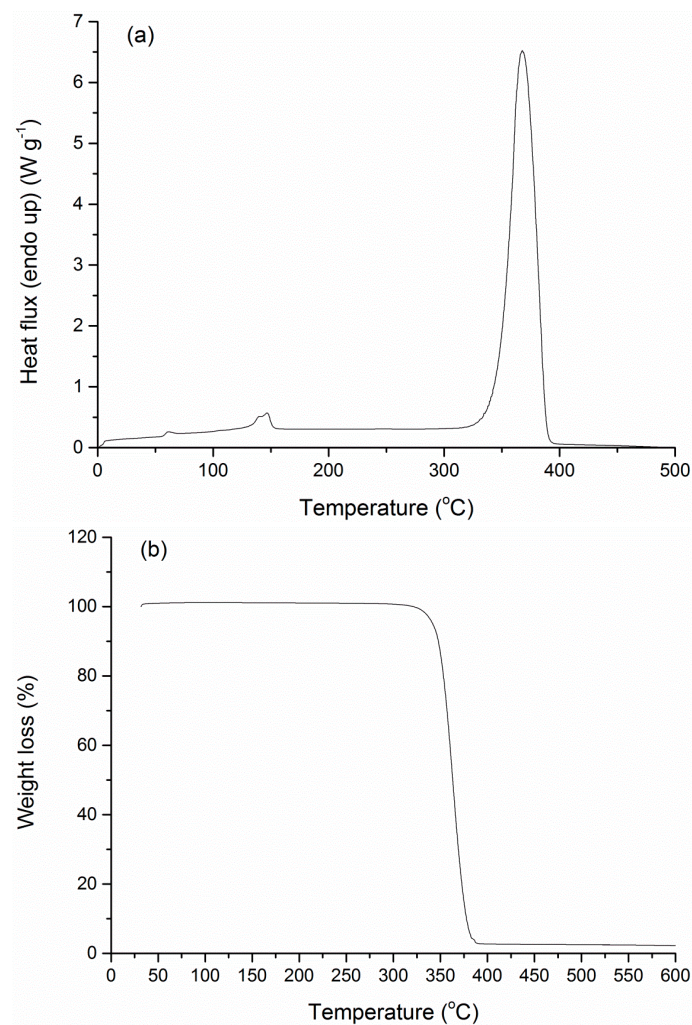 (a)
7
6
5
4
3
2
1
0
Heat flux (endo up) (W g⁻¹)
0 100 200 300 400 500
Temperature (°C)
(b)
120
100
80
60
40
20
0
Weight loss (%)
0 50 100 150 200 250 300 350 400 450 500 550 600
Temperature (°C)